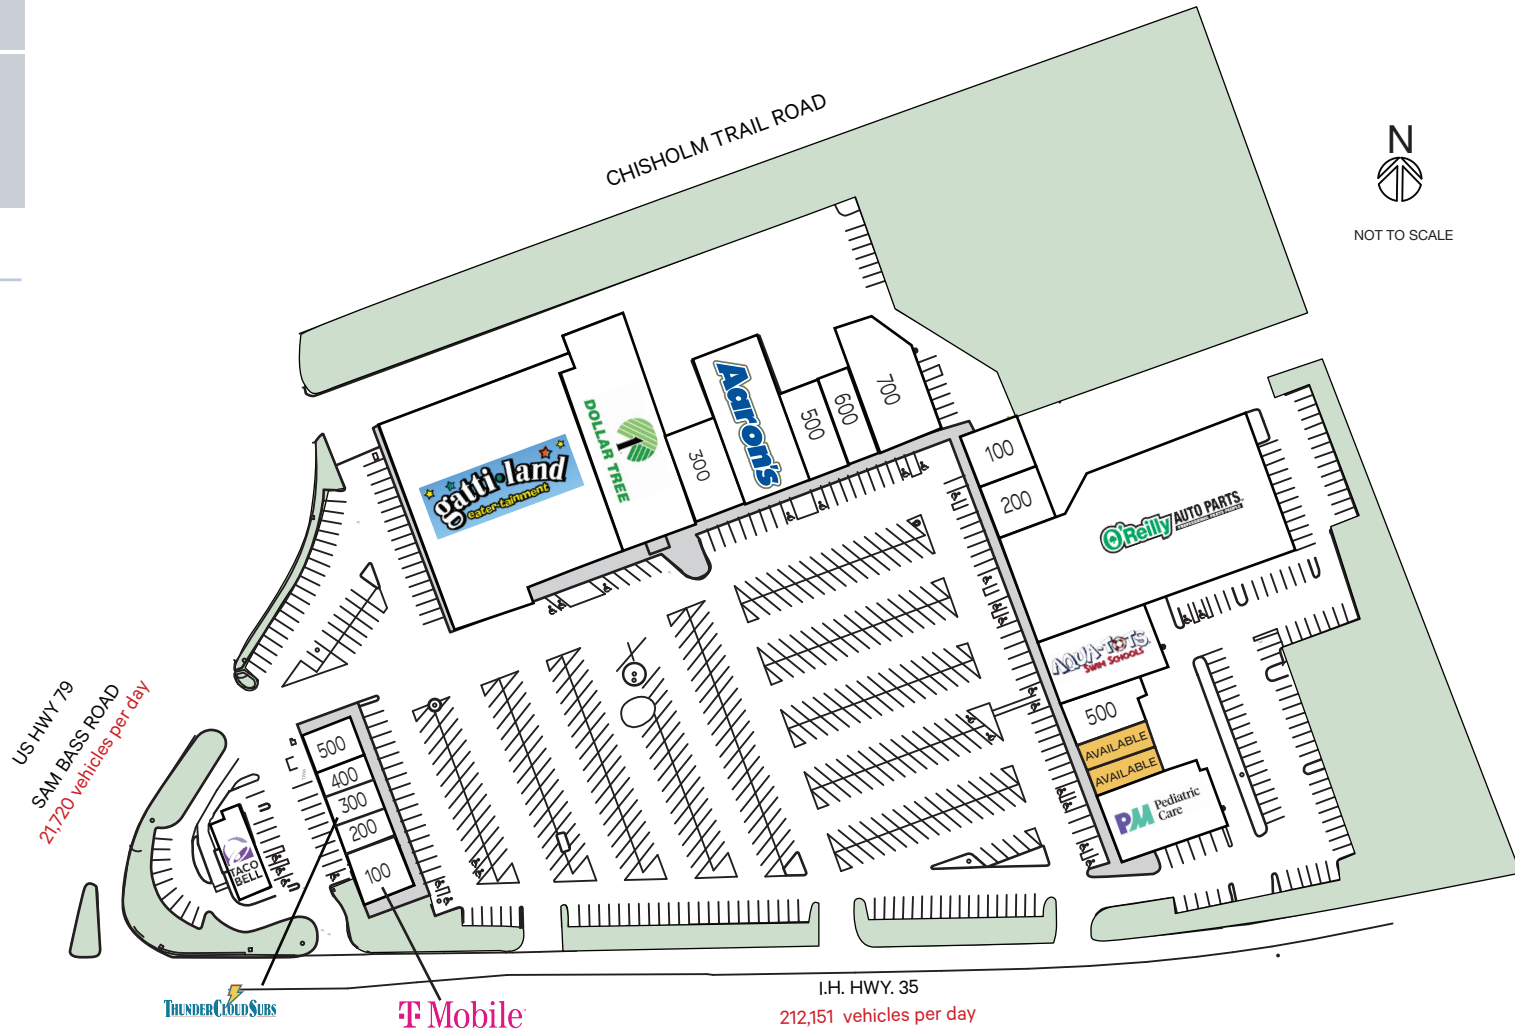 CHISHOLM TRAIL ROAD
N
NOT TO SCALE
gatti•land
eater-tainment
DOLLAR TREE
300
Aaron's
500
600
700
100
200
O'Reilly AUTO PARTS
AQUA-TOTS
SWIM SCHOOLS
500
AVAILABLE
AVAILABLE
PM Pediatric
Care
US HWY 79
SAM BASS ROAD
21,720 vehicles per day
500
400
300
200
100
TACO
BELL
THUNDERCLOUD SUBS
T Mobile
I.H. HWY. 35
212,151 vehicles per day